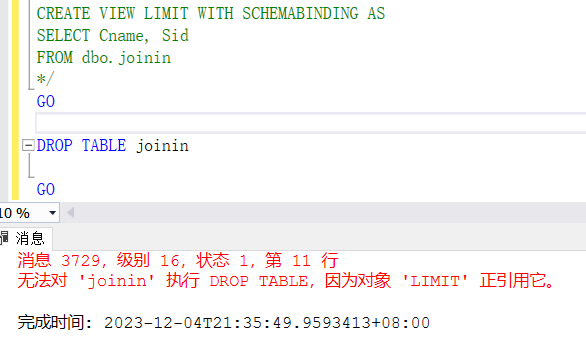 CREATE VIEW LIMIT WITH SCHEMABINDING AS
SELECT Cname, Sid
FROM dbo.joinin
*/
GO
DROP TABLE joinin
GO
10 %
消息
消息 3729，级别 16，状态 1，第 11 行
无法对 'joinin' 执行 DROP TABLE，因为对象 'LIMIT' 正引用它。
完成时间: 2023-12-04T21:35:49.9593413+08:00